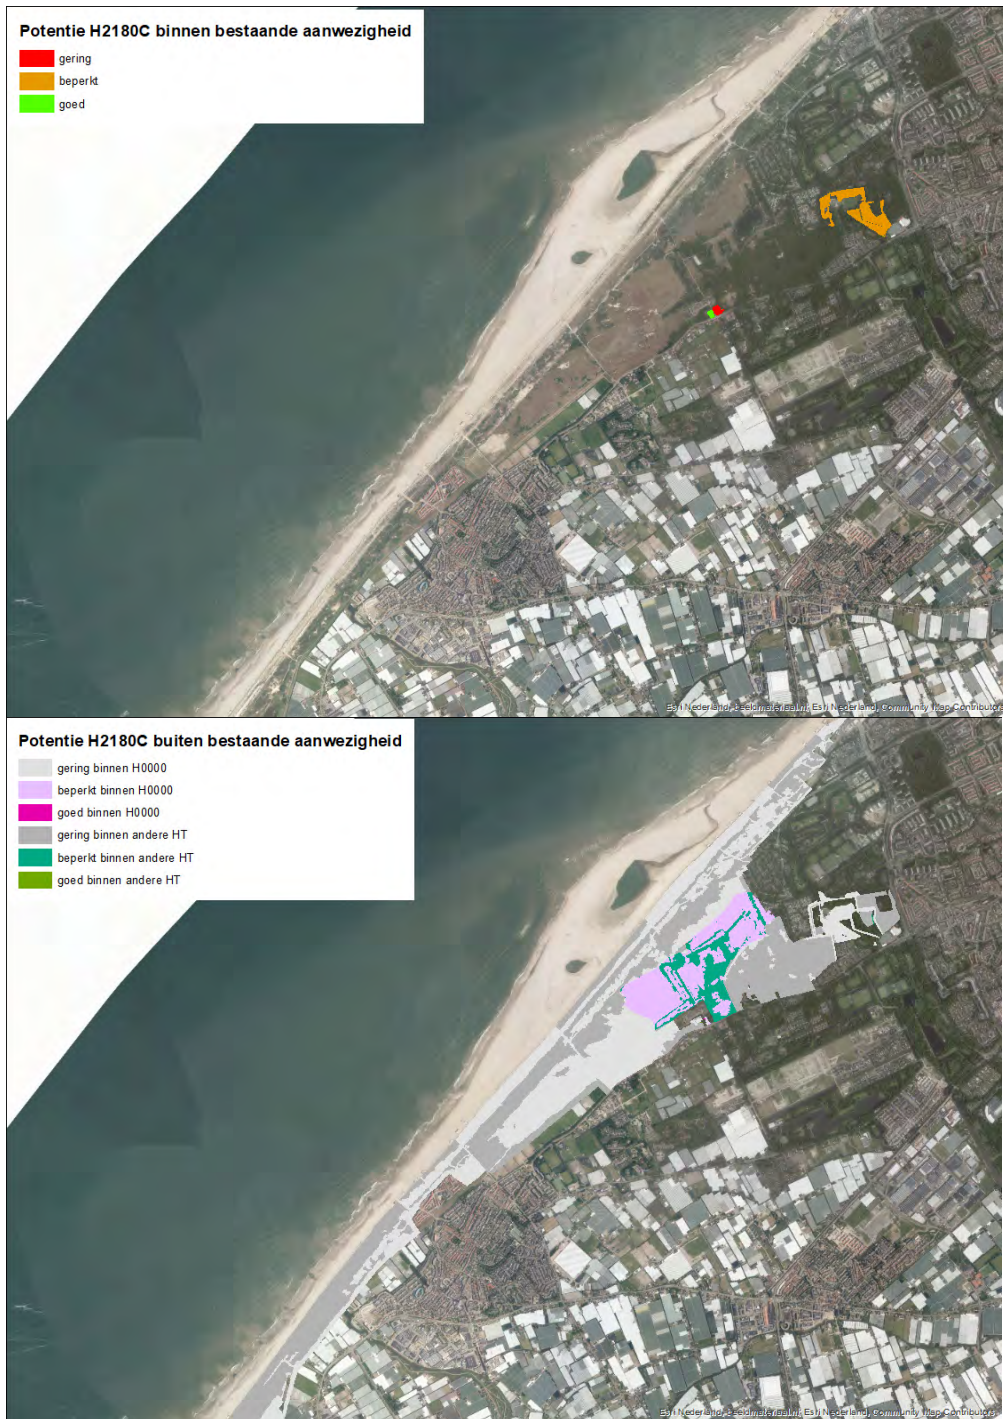 Potentie H2180C binnen bestaande aanwezigheid
gering
beperkt
goed
Esri Nederland, beeldmateriaal.nl, Esri Nederland, Community Map Contributors
Potentie H2180C buiten bestaande aanwezigheid
gering binnen H0000
beperkt binnen H0000
goed binnen H0000
gering binnen andere HT
beperkt binnen andere HT
goed binnen andere HT
Esri Nederland, beeldmateriaal.nl, Esri Nederland, Community Map Contributors